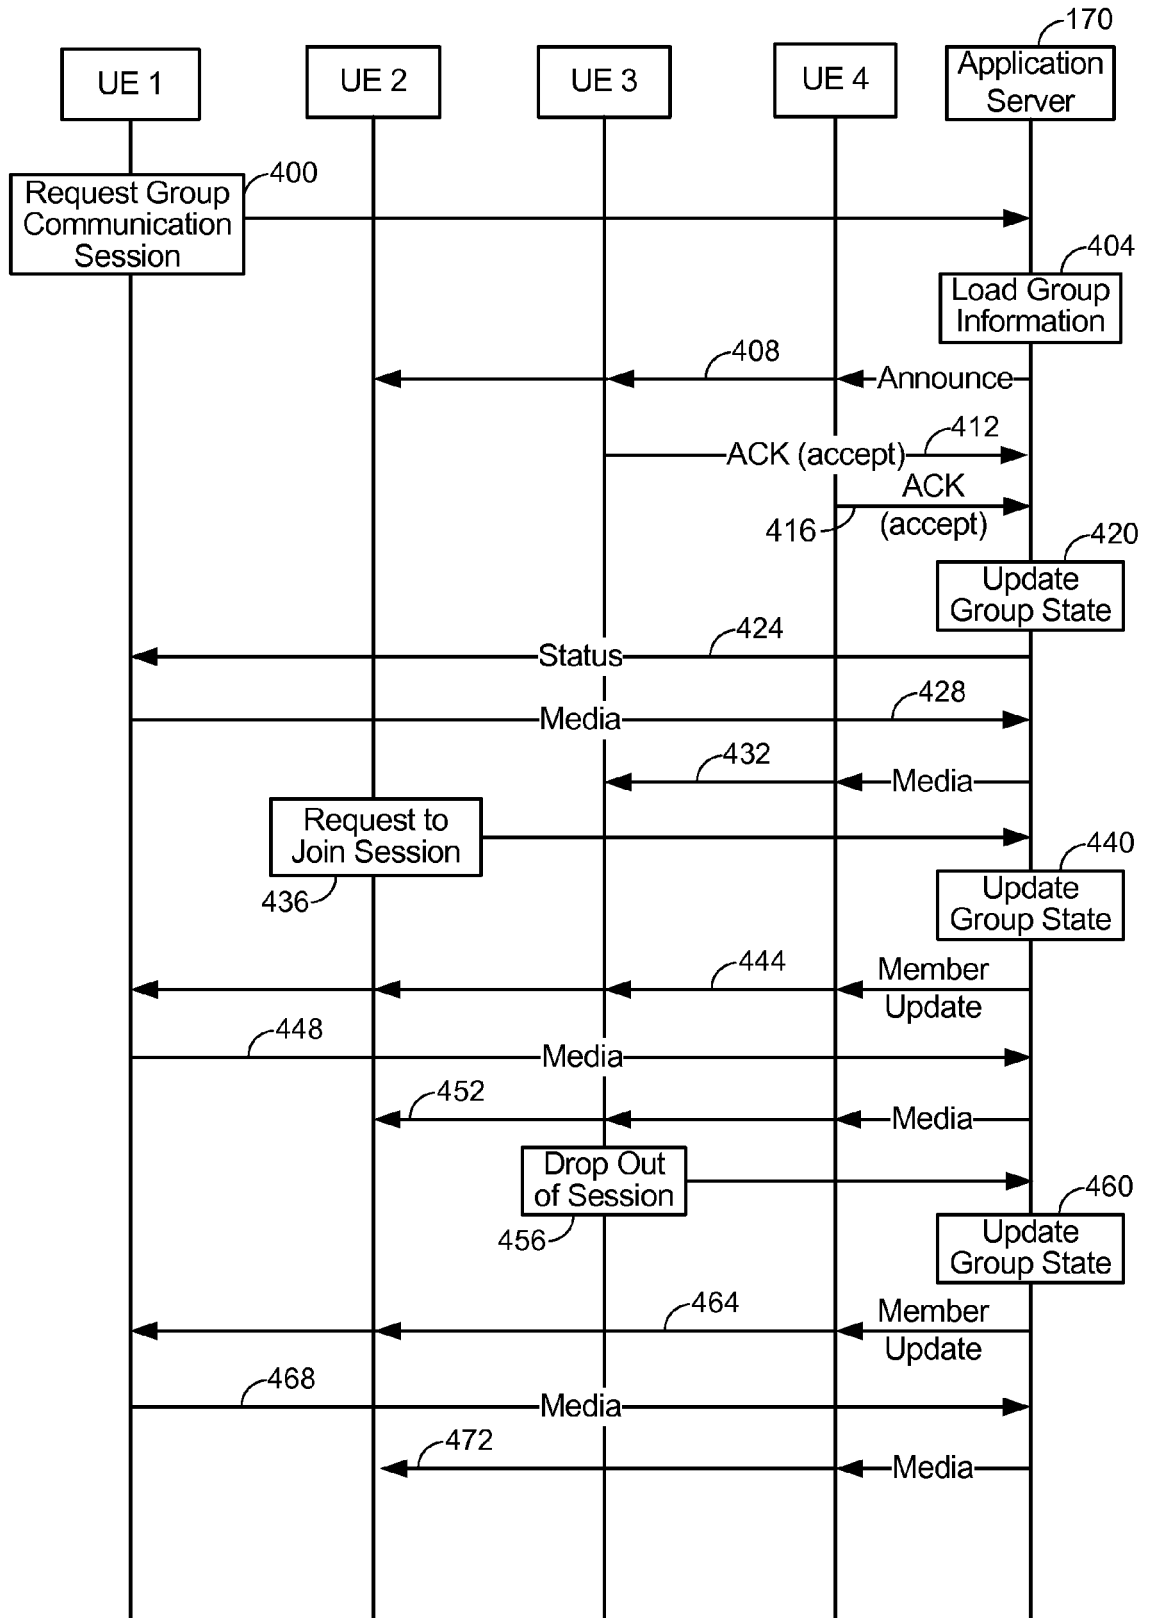 170
UE 1
UE 2
UE 3
UE 4
Application
Server
400
Request Group
Communication
Session
404
Load Group
Information
408
Announce
412
ACK (accept)
ACK
(accept)
416
420
Update
Group State
424
Status
428
Media
432
Media
Request to
Join Session
436
440
Update
Group State
444
Member
Update
448
Media
452
Media
Drop Out
of Session
456
460
Update
Group State
464
Member
Update
468
Media
472
Media